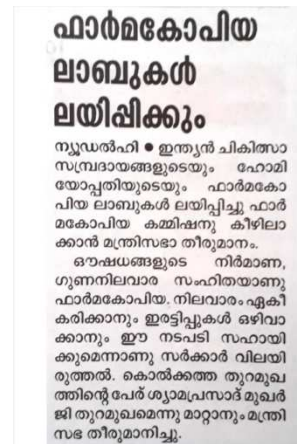 ഫാർമകോപിയ
ലാബുകൾ
ലയിപ്പിക്കും
ന്യൂഡൽഹി ● ഇന്ത്യൻ ചികിത്സാ
സമ്പ്രദായങ്ങളുടെയും ഹോമി
യോപ്പതിയുടെയും ഫാർമകോ
പിയ ലാബുകൾ ലയിപ്പിച്ചു ഫാർ
മകോപിയ കമ്മിഷനു കീഴിലാ
ക്കാൻ മന്ത്രിസഭാ തീരുമാനം.
ഔഷധങ്ങളുടെ നിർമാണ,
ഗുണനിലവാര സംഹിതയാണു
ഫാർമകോപിയ. നിലവാരം ഏകീ
കരിക്കാനും ഇരട്ടിപ്പുകൾ ഒഴിവാ
ക്കാനും ഈ നടപടി സഹായി
ക്കുമെന്നാണു സർക്കാർ വിലയി
രുത്തൽ. കൊൽക്കത്ത തുറമുഖ
ത്തിന്റെ പേര് ശ്യാമപ്രസാദ് മുഖർ
ജി തുറമുഖമെന്നു മാറ്റാനും മന്ത്രി
സഭ തീരുമാനിച്ചു.